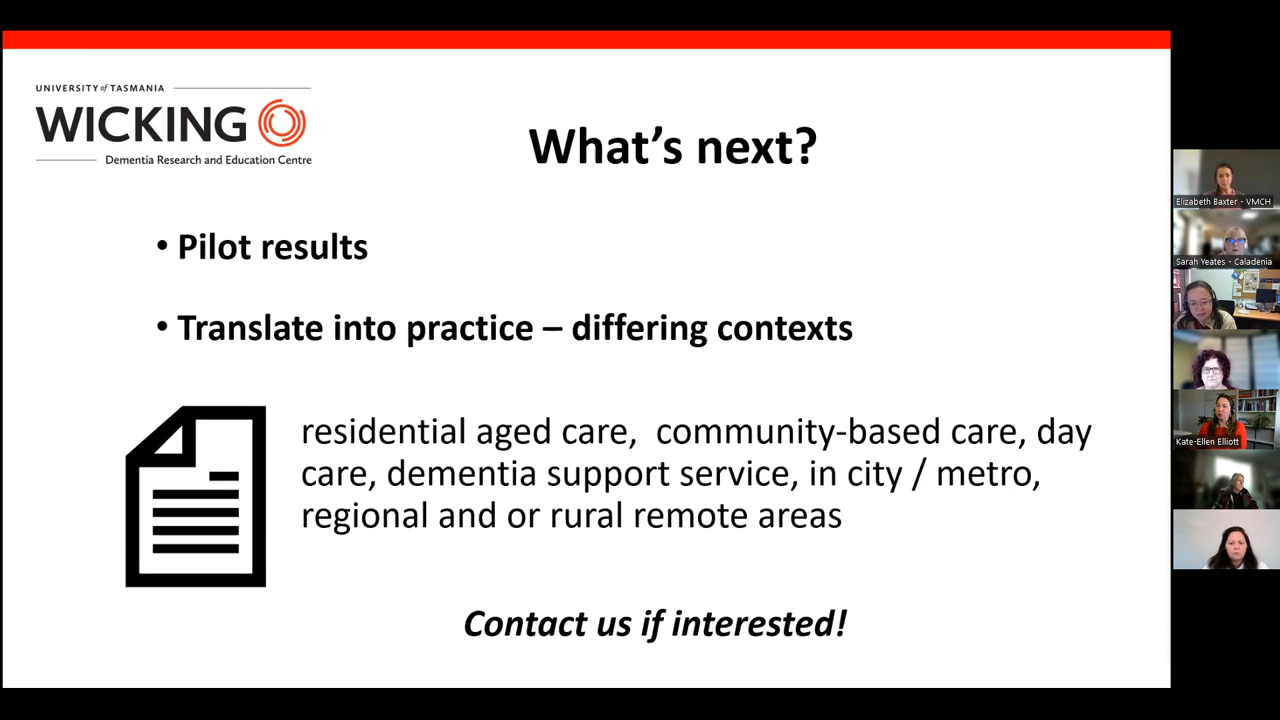 UNIVERSITY of TASMANIA
WICKING
Dementia Research and Education Centre
What's next?
• Pilot results
• Translate into practice – differing contexts
residential aged care,  community-based care, day
care, dementia support service, in city / metro,
regional and or rural remote areas
Contact us if interested!
Elizabeth Baxter - VMCH
Sarah Yeates - Caladenia
Kate-Ellen Elliott